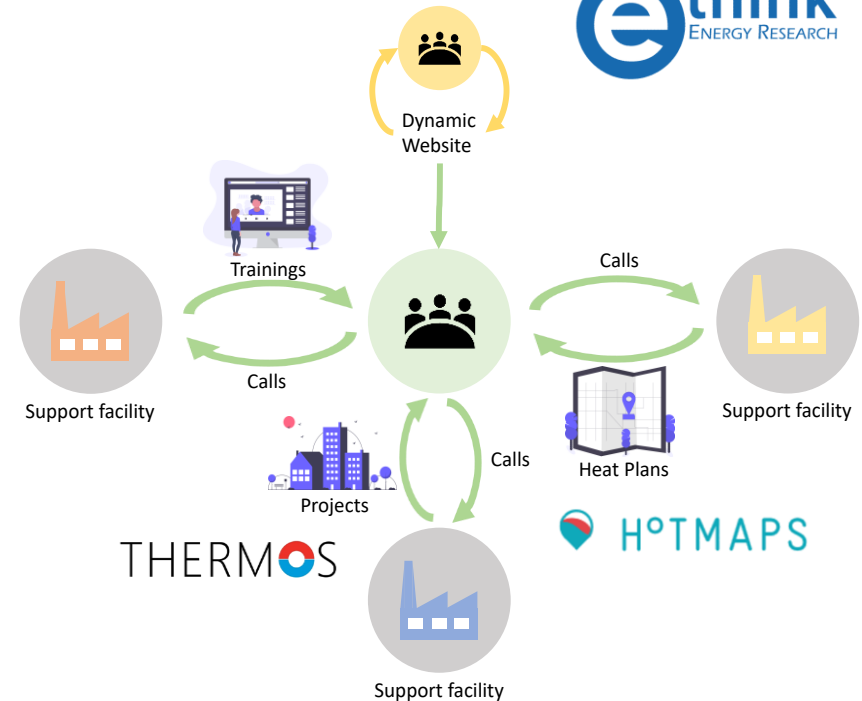 think
ENERGY RESEARCH
Dynamic
Website
Trainings
Calls
Calls
Support facility
Support facility
Calls
Heat Plans
Projects
THERMOS
HOTMAPS
Support facility